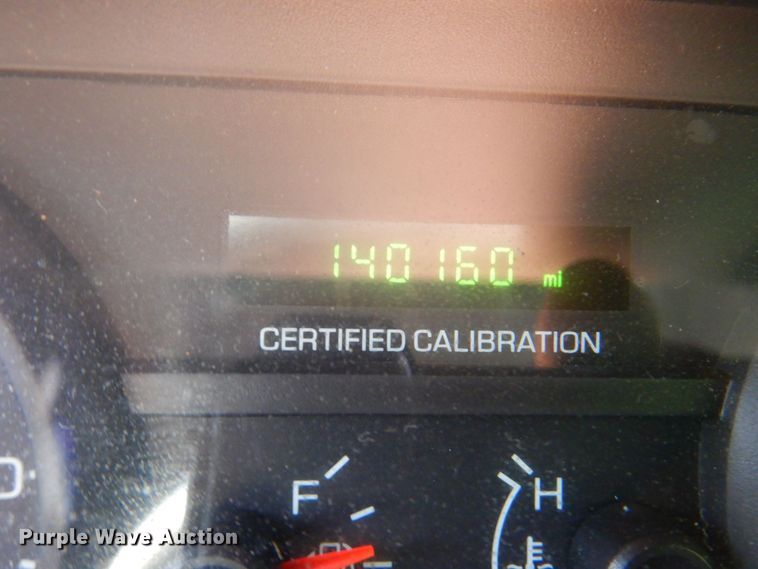 140160 mi
CERTIFIED CALIBRATION
F H
Purple Wave Auction